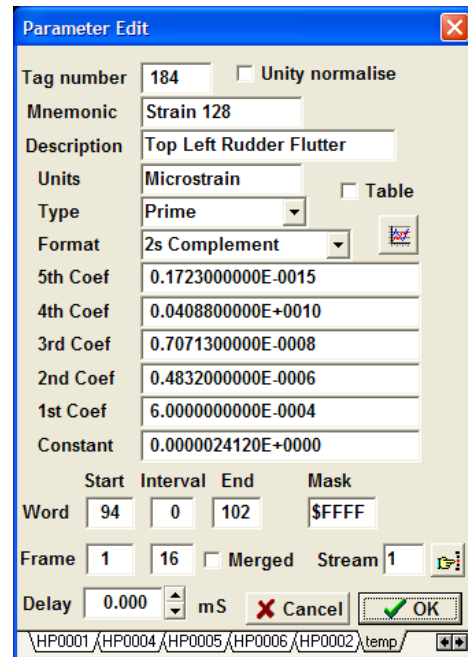 Parameter Edit
Tag number 184 Unity normalise
Mnemonic Strain 128
Description Top Left Rudder Flutter
Units Microstrain
Table
Type Prime
Format 2s Complement
5th Coef 0.1723000000E-0015
4th Coef 0.0408800000E+0010
3rd Coef 0.7071300000E-0008
2nd Coef 0.4832000000E-0006
1st Coef 6.0000000000E-0004
Constant 0.0000024120E+0000
Start Interval End Mask
Word 94 0 102 $FFFF
Frame 1 16 Merged Stream 1
Delay 0.000 mS Cancel OK
\HP0001/HP0004/HP0005/HP0006/HP0002\temp/